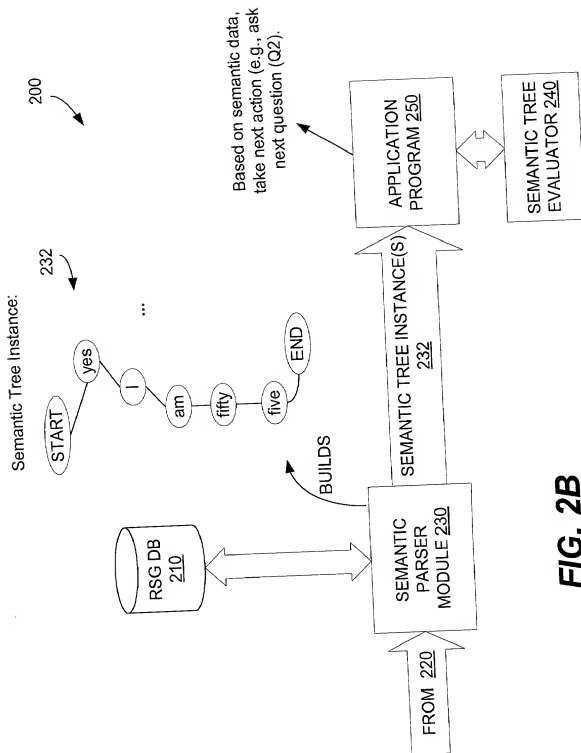 200
Semantic Tree Instance:
232
START
yes
I
am
fifty
five
END
...
Based on semantic data,
take next action (e.g., ask
next question (Q2).
RSG DB
210
BUILDS
FROM 220
SEMANTIC
PARSER
MODULE 230
SEMANTIC TREE INSTANCE(S)
232
APPLICATION
PROGRAM 250
SEMANTIC TREE
EVALUATOR 240
FIG. 2B